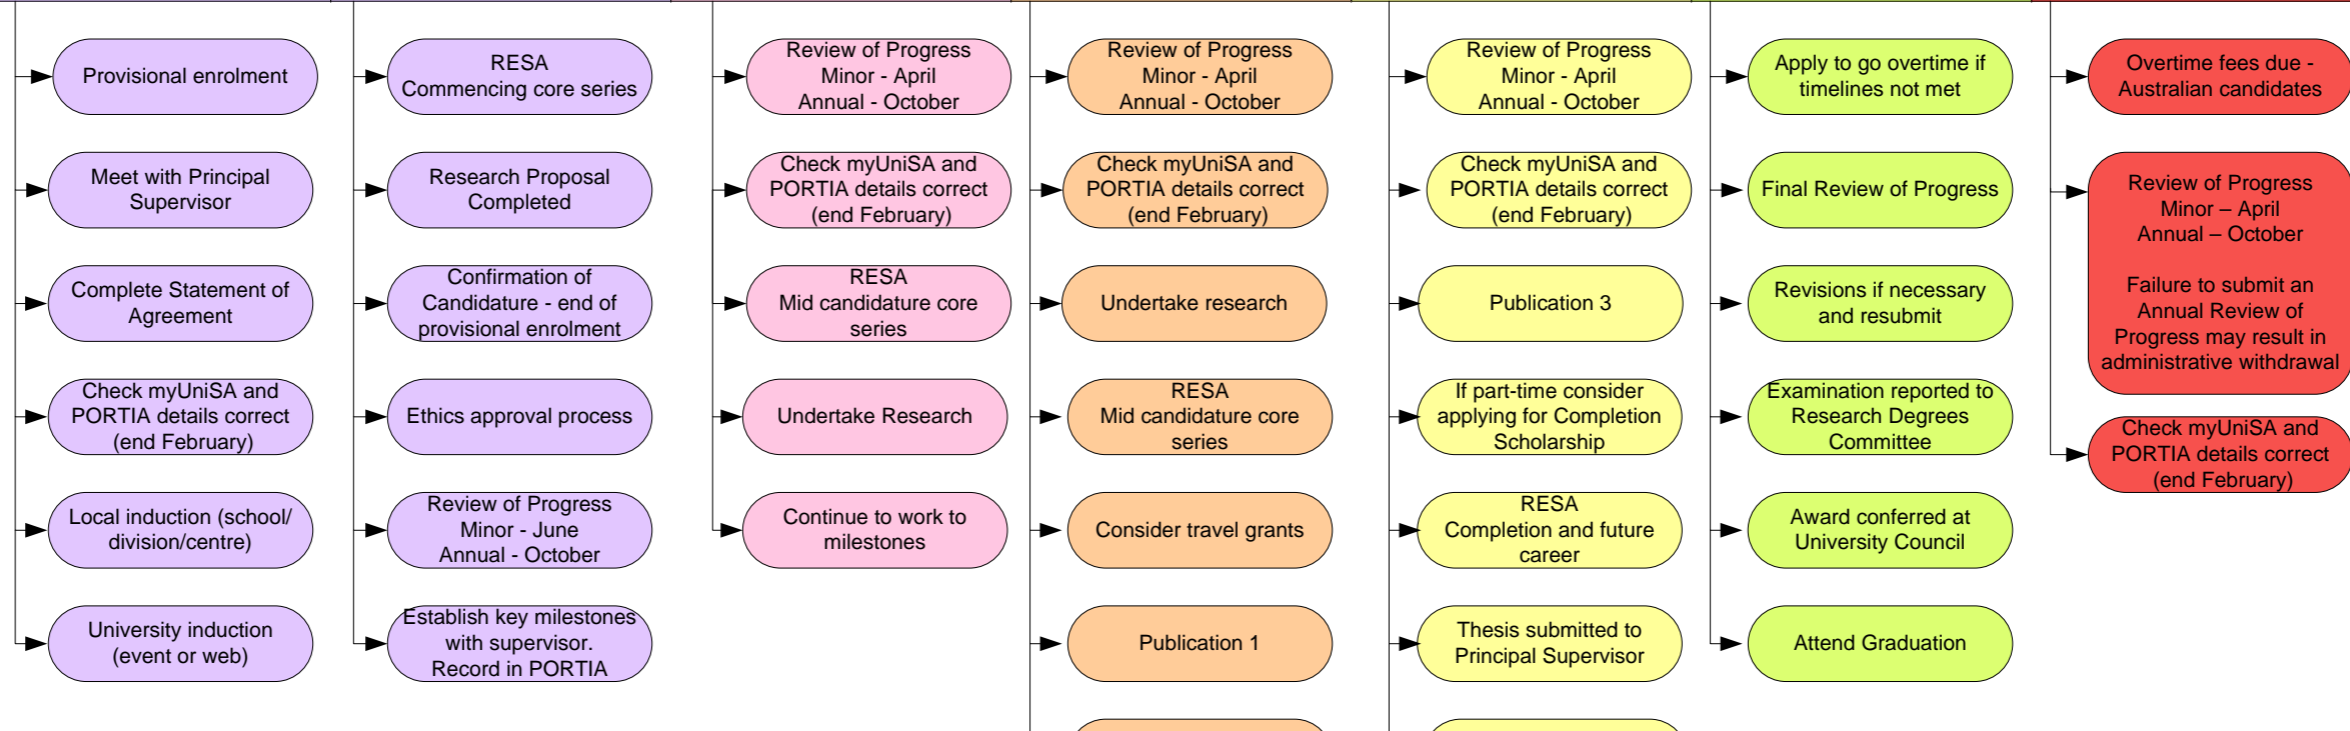 Provisional enrolment
Meet with Principal
Supervisor
Complete Statement of
Agreement
Check myUniSA and
PORTIA details correct
(end February)
Local induction (school/
division/centre)
University induction
(event or web)
RESA
Commencing core series
Research Proposal
Completed
Confirmation of
Candidature - end of
provisional enrolment
Ethics approval process
Review of Progress
Minor - June
Annual - October
Establish key milestones
with supervisor.
Record in PORTIA
Review of Progress
Minor - April
Annual - October
Check myUniSA and
PORTIA details correct
(end February)
RESA
Mid candidature core
series
Undertake Research
Continue to work to
milestones
Review of Progress
Minor - April
Annual - October
Check myUniSA and
PORTIA details correct
(end February)
Undertake research
RESA
Mid candidature core
series
Consider travel grants
Publication 1
Review of Progress
Minor - April
Annual - October
Check myUniSA and
PORTIA details correct
(end February)
Publication 3
If part-time consider
applying for Completion
Scholarship
RESA
Completion and future
career
Thesis submitted to
Principal Supervisor
Apply to go overtime if
timelines not met
Final Review of Progress
Revisions if necessary
and resubmit
Examination reported to
Research Degrees
Committee
Award conferred at
University Council
Attend Graduation
Overtime fees due -
Australian candidates
Review of Progress
Minor – April
Annual – October
Failure to submit an
Annual Review of
Progress may result in
administrative withdrawal
Check myUniSA and
PORTIA details correct
(end February)